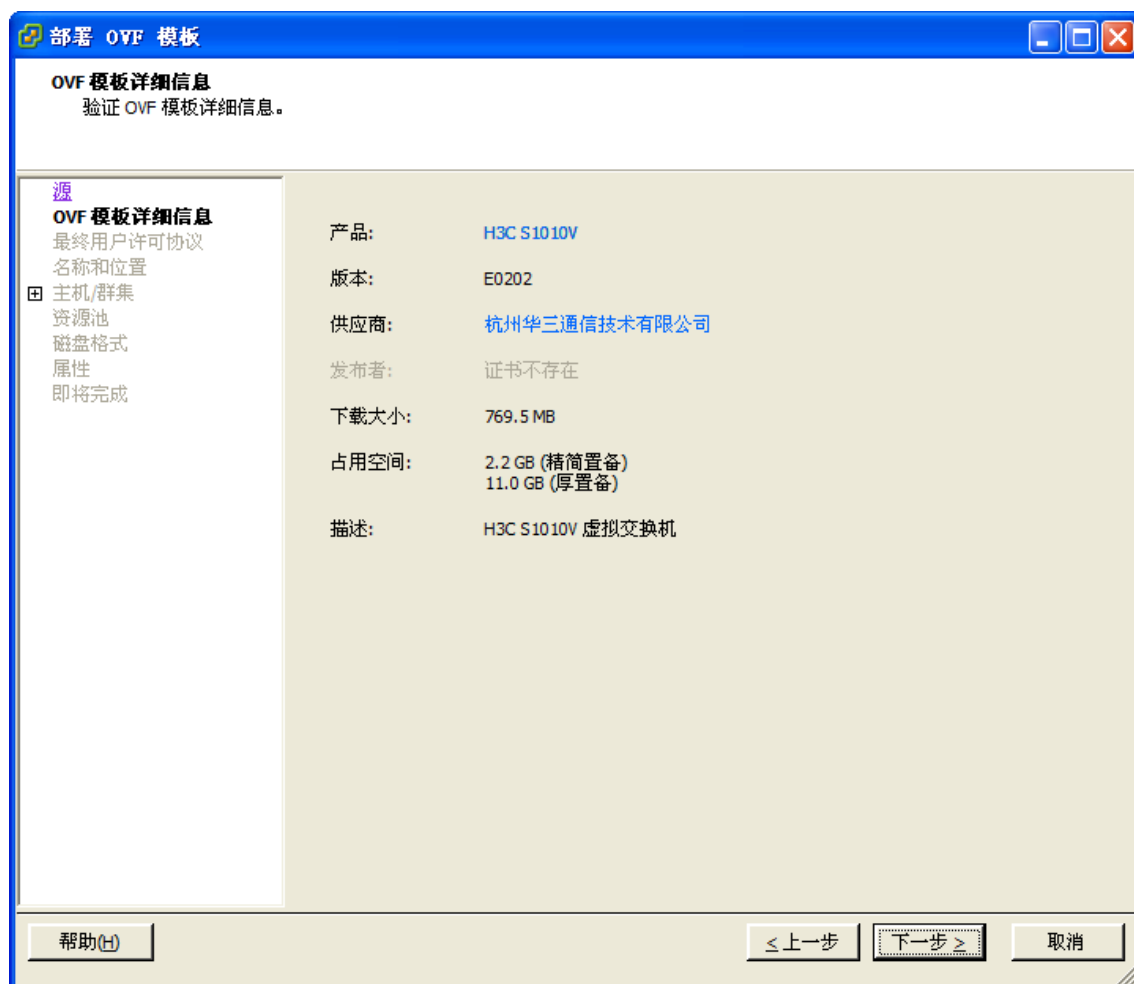 部署 OVF 模板
OVF 模板详细信息
验证 OVF 模板详细信息。
源
OVF 模板详细信息
最终用户许可协议
名称和位置
主机/群集
资源池
磁盘格式
属性
即将完成
产品: H3C S1010V
版本: E0202
供应商: 杭州华三通信技术有限公司
发布者: 证书不存在
下载大小: 769.5 MB
占用空间: 2.2 GB (精简置备)
11.0 GB (厚置备)
描述: H3C S1010V 虚拟交换机
帮助(H) ≤上一步 下一步≥ 取消